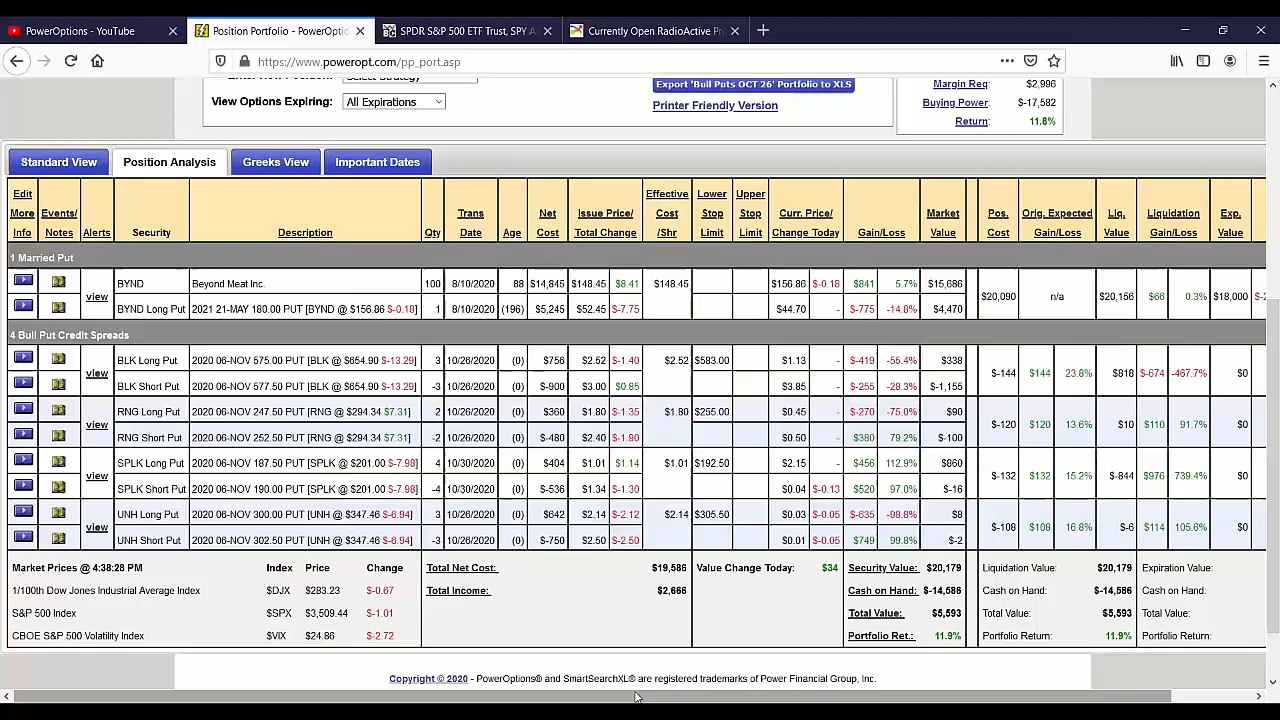 PowerOptions - YouTube
Position Portfolio - PowerOptio
SPDR S&P 500 ETF Trust, SPY A
Currently Open RadioActive Pr
https://www.poweropt.com/pp_port.asp
View Options Expiring: All Expirations
Export 'Bull Puts OCT 26' Portfolio to XLS
Printer Friendly Version
Margin Req: $2,996
Buying Power: $-17,582
Return: 11.8%
Standard View Position Analysis Greeks View Important Dates
Edit More Info Events/ Notes Alerts Security Description Qty Trans Date Age Net Cost Issue Price/ Total Change Effective Cost /Shr Lower Stop Limit Upper Stop Limit Curr. Price/ Change Today Gain/Loss Market Value Pos. Cost Orig. Expected Gain/Loss Liq. Value Liquidation Gain/Loss Exp. Value
1 Married Put
BYND Beyond Meat Inc. 100 8/10/2020 88 $14,845 $148.45 $8.41 $148.45 $156.86 $-0.18 $841 5.7% $15,686
view $20,090 n/a $20,156 $66 0.3% $18,000
BYND Long Put 2021 21-MAY 180.00 PUT [BYND @ $156.86 $-0.18] 1 8/10/2020 (196) $5,245 $52.45 $-7.75 $44.70 - $-775 -14.8% $4,470
4 Bull Put Credit Spreads
BLK Long Put 2020 06-NOV 575.00 PUT [BLK @ $654.90 $-13.29] 3 10/26/2020 (0) $756 $2.52 $-1.40 $2.52 $583.00 $1.13 - $-419 -55.4% $338
view $-144 $144 23.8% $818 $-674 -467.7% $0
BLK Short Put 2020 06-NOV 577.50 PUT [BLK @ $654.90 $-13.29] -3 10/26/2020 (0) $-900 $3.00 $0.85 $3.85 - $-255 -28.3% $-1,155
RNG Long Put 2020 06-NOV 247.50 PUT [RNG @ $294.34 $7.31] 2 10/26/2020 (0) $360 $1.80 $-1.35 $1.80 $255.00 $0.45 - $-270 -75.0% $90
view $-120 $120 13.6% $10 $110 91.7% $0
RNG Short Put 2020 06-NOV 252.50 PUT [RNG @ $294.34 $7.31] -2 10/26/2020 (0) $-480 $2.40 $-1.90 $0.50 - $380 79.2% $-100
SPLK Long Put 2020 06-NOV 187.50 PUT [SPLK @ $201.00 $-7.98] 4 10/30/2020 (0) $404 $1.01 $1.14 $1.01 $192.50 $2.15 - $456 112.9% $860
view $-132 $132 15.2% $-844 $976 739.4% $0
SPLK Short Put 2020 06-NOV 190.00 PUT [SPLK @ $201.00 $-7.98] -4 10/30/2020 (0) $-536 $1.34 $-1.30 $0.04 $-0.13 $520 97.0% $-16
UNH Long Put 2020 06-NOV 300.00 PUT [UNH @ $347.46 $-6.94] 3 10/26/2020 (0) $642 $2.14 $-2.12 $2.14 $305.50 $0.03 $-0.05 $-635 -98.8% $8
view $-108 $108 16.8% $-6 $114 105.6% $0
UNH Short Put 2020 06-NOV 302.50 PUT [UNH @ $347.46 $-6.94] -3 10/26/2020 (0) $-750 $2.50 $-2.50 $0.01 $-0.05 $749 99.8% $-2
Market Prices @ 4:38:28 PM Index Price Change Total Net Cost: $19,586 Value Change Today: $34 Security Value: $20,179 Liquidation Value: $20,179 Expiration Value:
1/100th Dow Jones Industrial Average Index $DJX $283.23 $-0.67 Total Income: $2,666 Cash on Hand: $-14,586 Cash on Hand: $-14,586 Cash on Hand:
S&P 500 Index $SPX $3,509.44 $-1.01 Total Value: $5,593 Total Value: $5,593 Total Value:
CBOE S&P 500 Volatility Index $VIX $24.86 $-2.72 Portfolio Ret.: 11.9% Portfolio Return: 11.9% Portfolio Return:
Copyright © 2020 - PowerOptions® and SmartSearchXL® are registered trademarks of Power Financial Group, Inc.